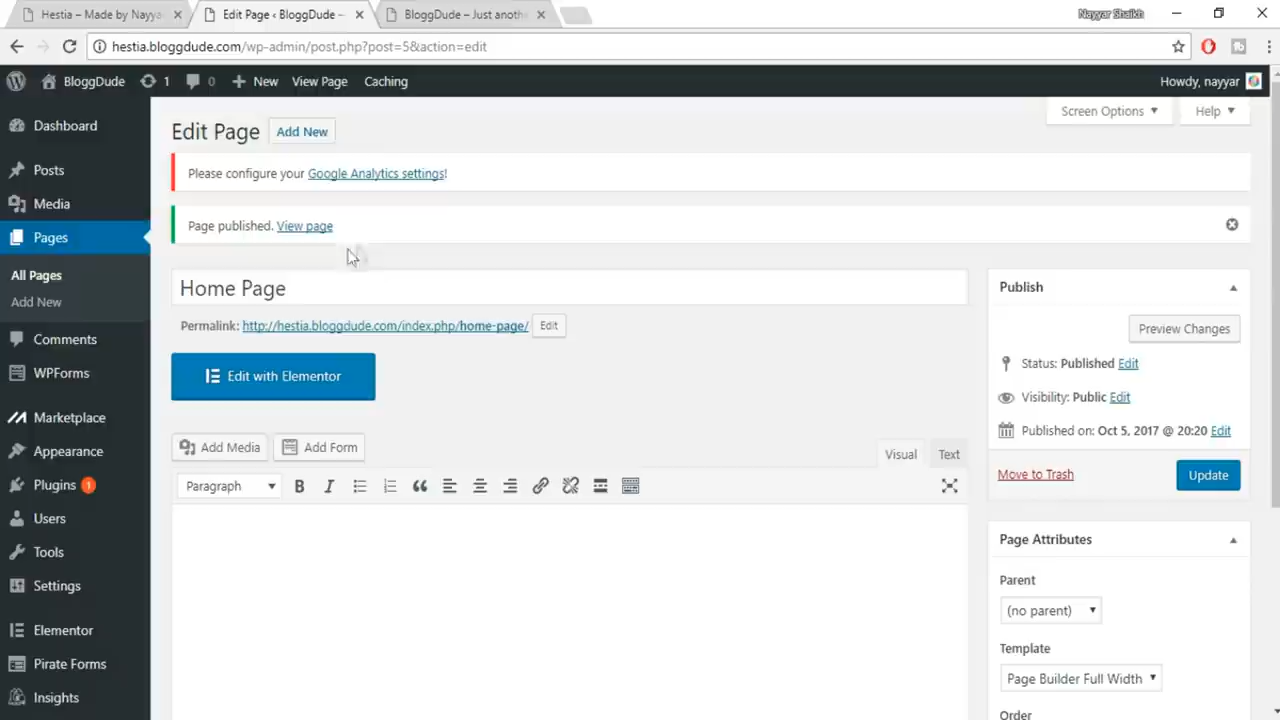 Hestia – Made by Nayya
Edit Page ‹ BloggDude –
BloggDude – Just anoth
Nayyar Shaikh
hestia.bloggdude.com/wp-admin/post.php?post=5&action=edit
BloggDude 1 0 New View Page Caching Howdy, nayyar
Screen Options Help
Dashboard
Posts
Media
Pages
All Pages
Add New
Comments
WPForms
Marketplace
Appearance
Plugins 1
Users
Tools
Settings
Elementor
Pirate Forms
Insights
Edit Page Add New
Please configure your Google Analytics settings!
Page published. View page
Home Page
Permalink: http://hestia.bloggdude.com/index.php/home-page/ Edit
Edit with Elementor
Add Media Add Form
Visual Text
Paragraph B I
Publish
Preview Changes
Status: Published Edit
Visibility: Public Edit
Published on: Oct 5, 2017 @ 20:20 Edit
Move to Trash Update
Page Attributes
Parent
(no parent)
Template
Page Builder Full Width
Order